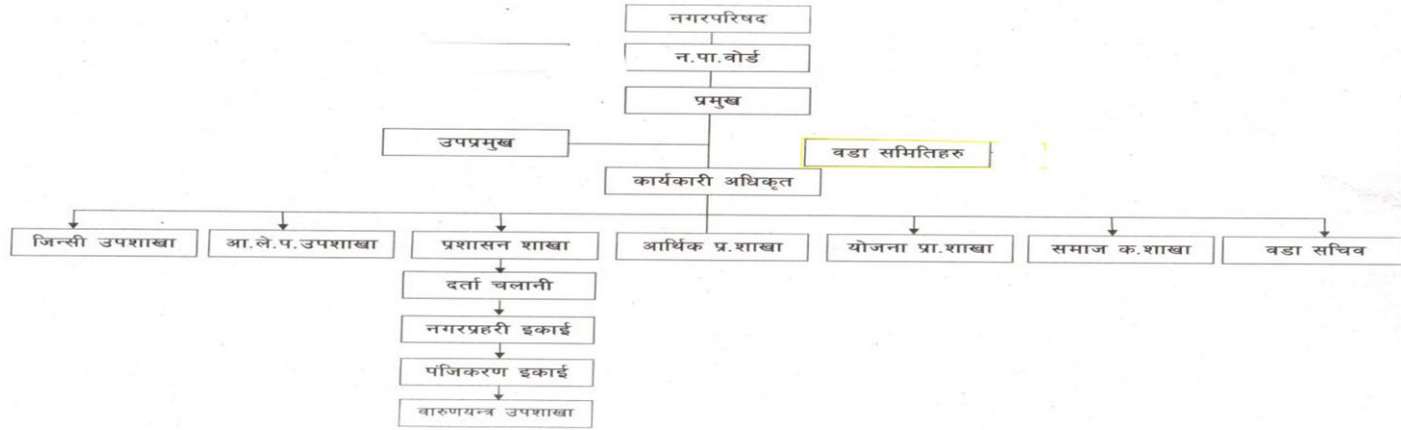 नगरपरिषद
न.पा.वोर्ड
प्रमुख
उपप्रमुख
वडा समितिहरु
कार्यकारी अधिकृत
जिन्सी उपशाखा
आ.ले.प.उपशाखा
प्रशासन शाखा
आर्थिक प्र.शाखा
योजना प्रा.शाखा
समाज क.शाखा
वडा सचिव
दर्ता चलानी
नगरप्रहरी इकाई
पंजिकरण इकाई
वारुणयन्त्र उपशाखा